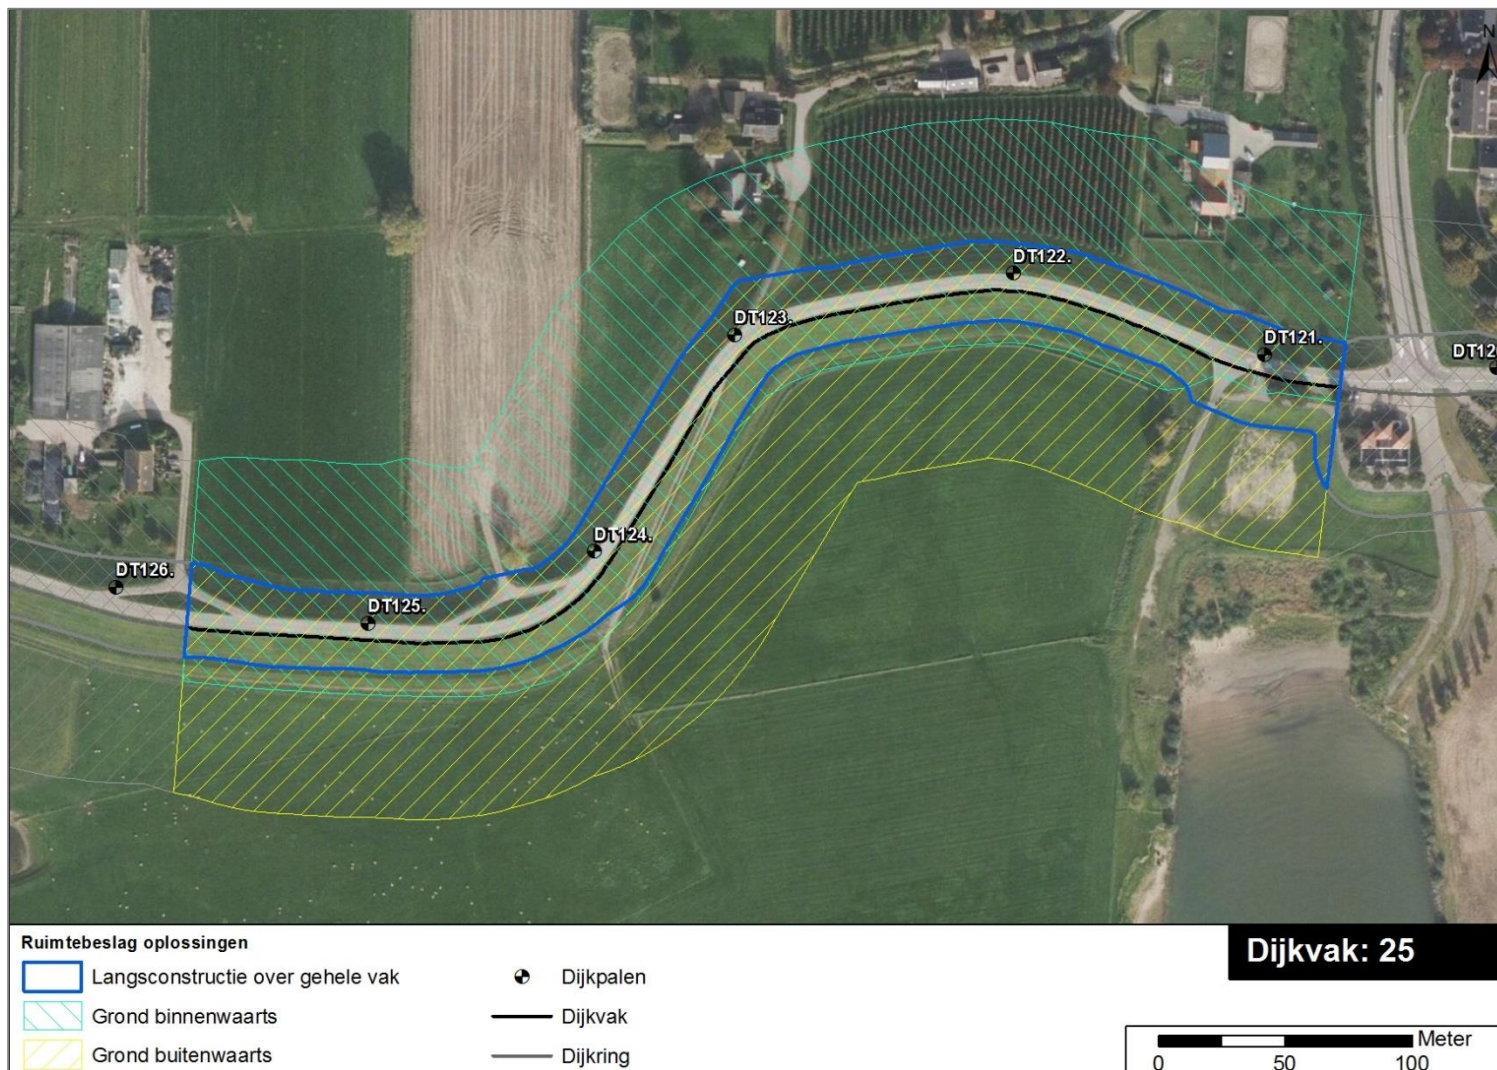 N
DT122.
DT123.
DT121.
DT12
DT124.
DT126.
DT125.
Ruimtebeslag oplossingen
Langsconstructie over gehele vak
Grond binnenwaarts
Grond buitenwaarts
Dijkpalen
Dijkvak
Dijkring
Dijkvak: 25
Meter
0 50 100